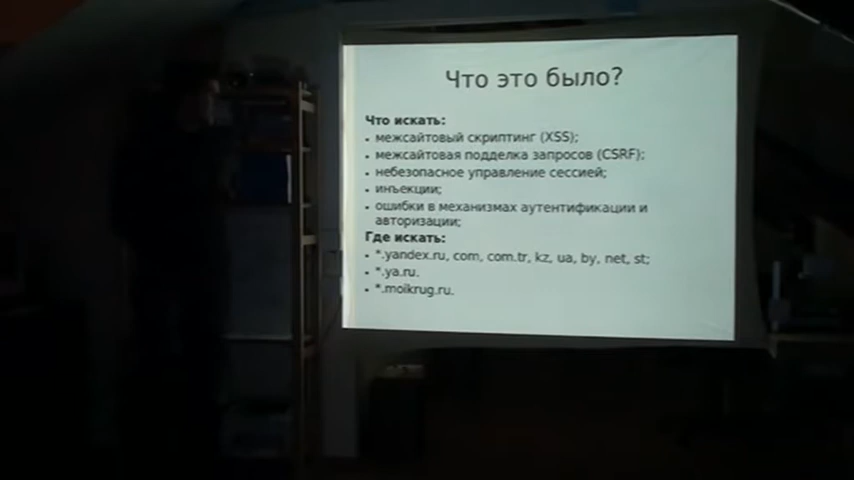 Что это было?
Что искать:
• межсайтовый скриптинг (XSS);
• межсайтовая подделка запросов (CSRF);
• небезопасное управление сессией;
• инъекции;
• ошибки в механизмах аутентификации и
авторизации;
Где искать:
• *.yandex.ru, com, com.tr, kz, ua, by, net, st;
• *.ya.ru.
• *.moikrug.ru.